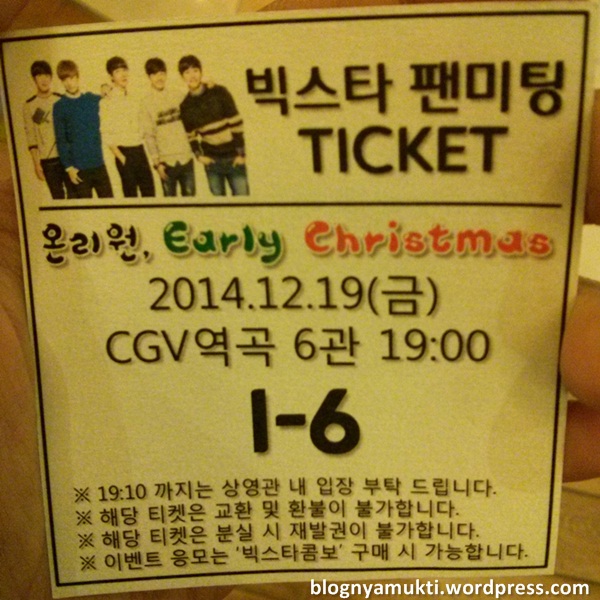 빅스타 팬미팅
TICKET
온리원, Early Christmas
2014.12.19(금)
CGV역곡 6관 19:00
1-6
※ 19:10 까지는 상영관 내 입장 부탁 드립니다.
※ 해당 티켓은 교환 및 환불이 불가합니다.
※ 해당 티켓은 분실 시 재발권이 불가합니다.
※ 이벤트 응모는 '빅스타콤보' 구매 시 가능합니다.
blognyamukti.wordpress.com